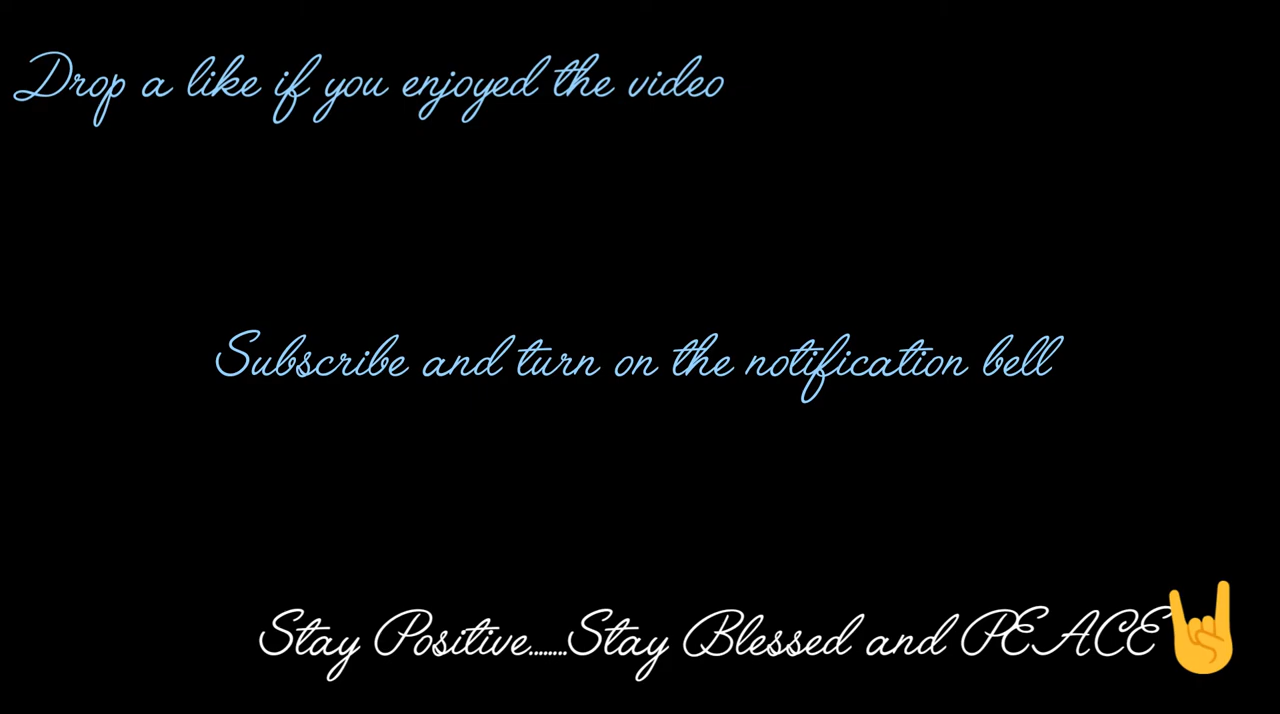 Drop a like if you enjoyed the video
Subscribe and turn on the notification bell
Stay Positive........Stay Blessed and PEACE🤘